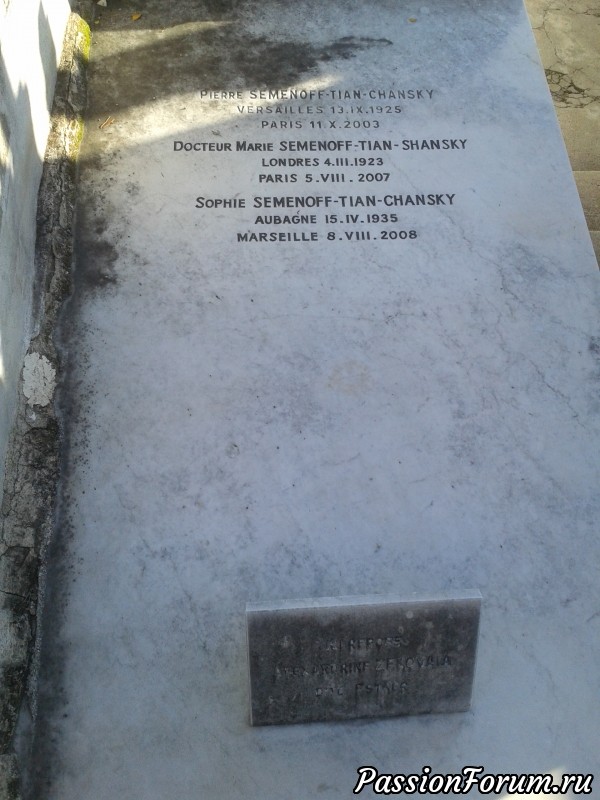 Pierre SEMENOFF-TIAN-CHANSKY
VERSAILLES 13.IX.1925
PARIS 11.X.2003
Docteur Marie SEMENOFF-TIAN-SHANSKY
LONDRES 4.III.1923
PARIS 5.VIII.2007
Sophie SEMENOFF-TIAN-CHANSKY
AUBAGNE 15.IV.1935
MARSEILLE 8.VIII.2008
REPOSE
PassionForum.ru